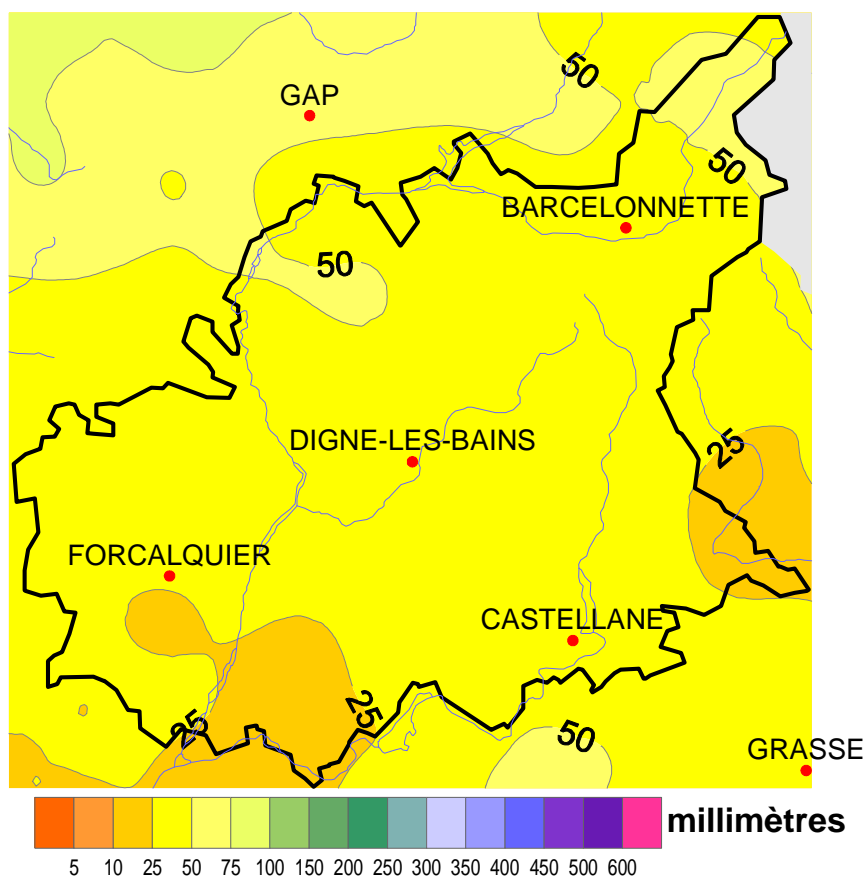 50
GAP
50
BARCELONNETTE
50
25
DIGNE-LES-BAINS
FORCALQUIER
CASTELLANE
25
25
50
GRASSE
millimètres
5 10 25 50 75 100 150 200 250 300 350 400 450 500 600